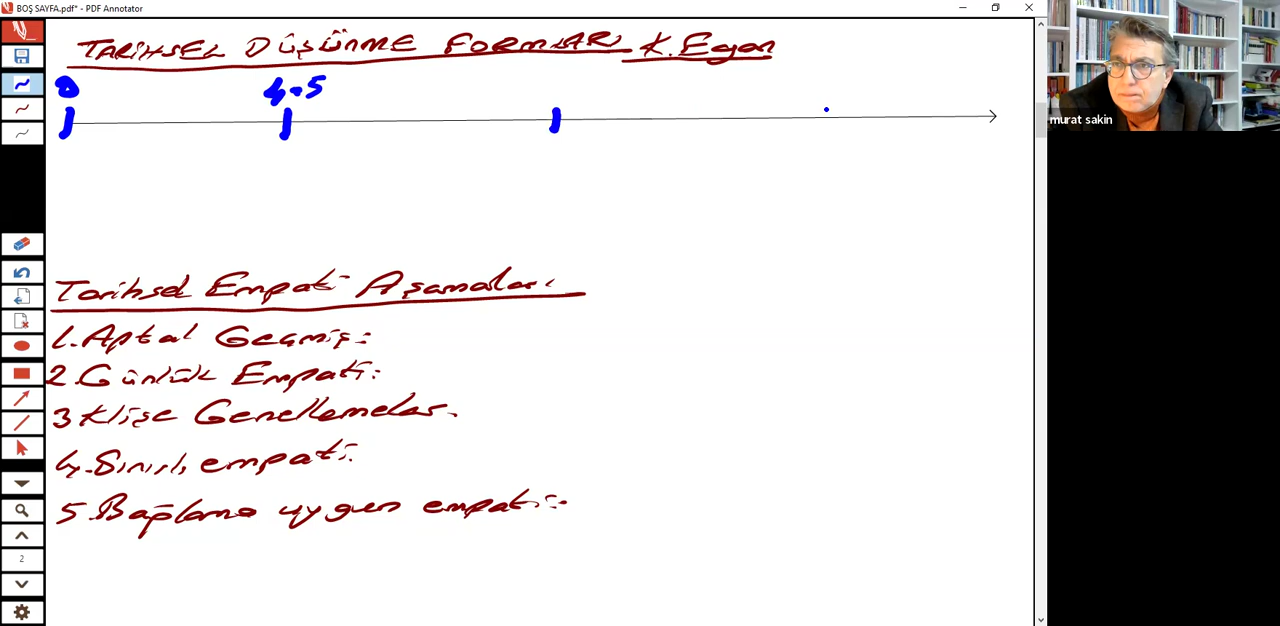 BOŞ SAYFA.pdf* - PDF Annotator
TARİHSEL DÜŞÜNME FORMLARI K. Egan
0 4-5
murat sakin
Tarihsel Empati Aşamaları
1. Aptal Geçmiş:
2. Günlük Empati:
3 Klişe Genellemeler.
4. Sınırlı empati:
5. Bağlama uygun empati:
2